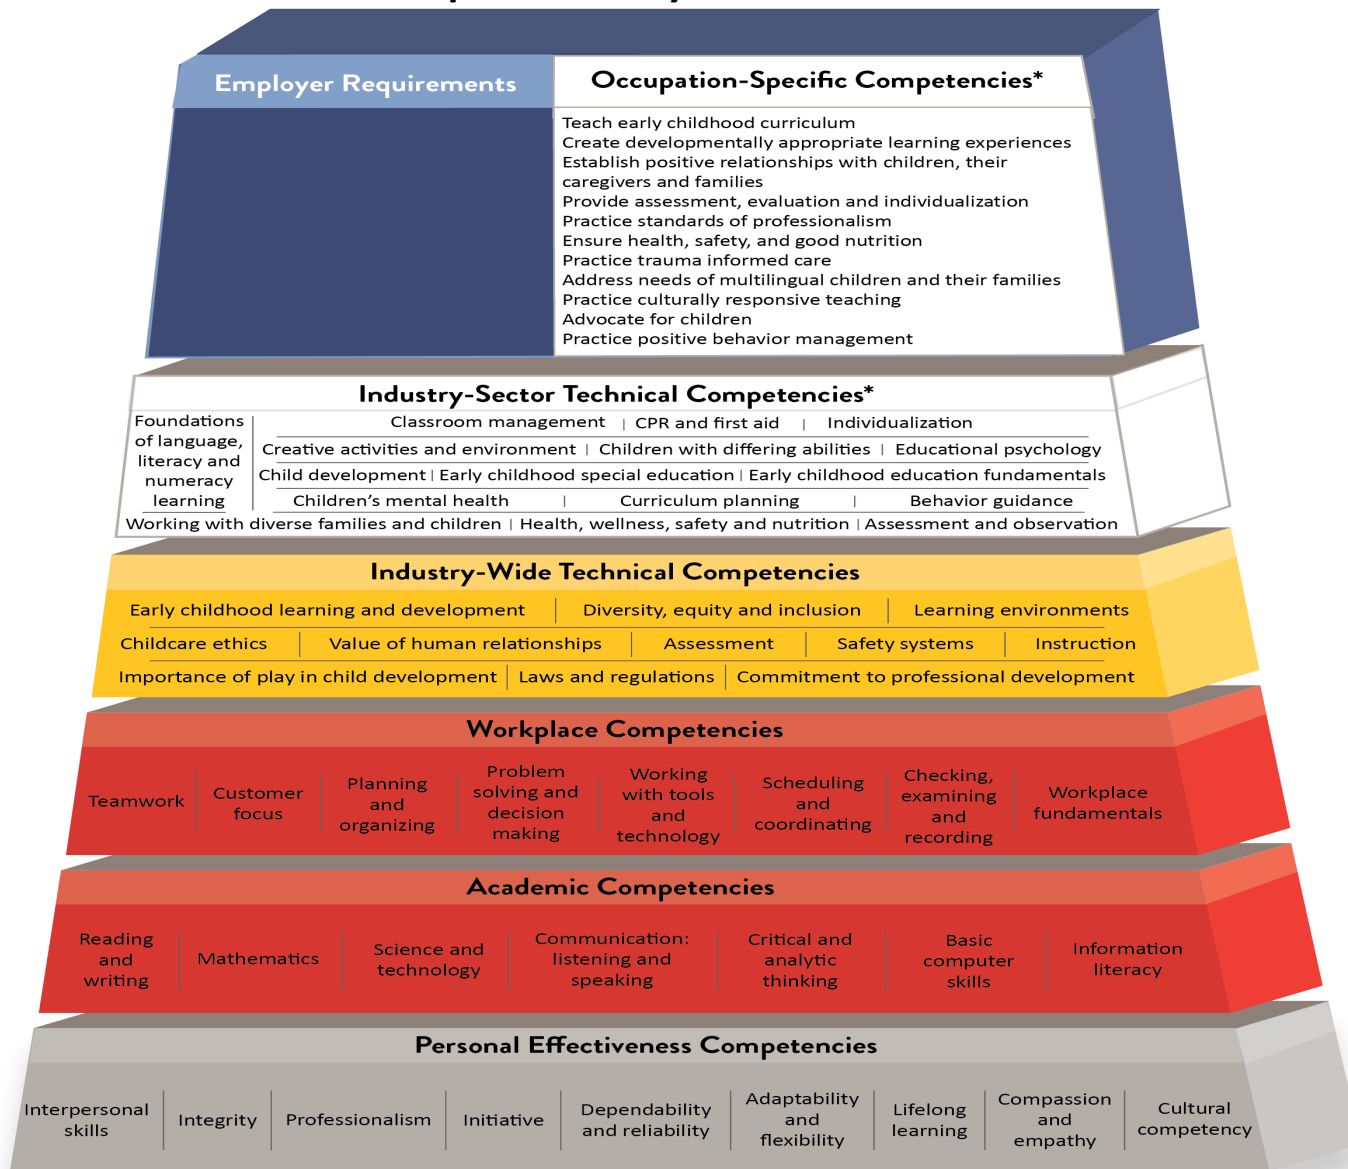 Employer Requirements
Occupation-Specific Competencies*
Teach early childhood curriculum
Create developmentally appropriate learning experiences
Establish positive relationships with children, their
caregivers and families
Provide assessment, evaluation and individualization
Practice standards of professionalism
Ensure health, safety, and good nutrition
Practice trauma informed care
Address needs of multilingual children and their families
Practice culturally responsive teaching
Advocate for children
Practice positive behavior management
Industry-Sector Technical Competencies*
Foundations
of language,
literacy and
numeracy
learning
Classroom management | CPR and first aid | Individualization
Creative activities and environment | Children with differing abilities | Educational psychology
Child development | Early childhood special education | Early childhood education fundamentals
Children's mental health | Curriculum planning | Behavior guidance
Working with diverse families and children | Health, wellness, safety and nutrition | Assessment and observation
Industry-Wide Technical Competencies
Early childhood learning and development | Diversity, equity and inclusion | Learning environments
Childcare ethics | Value of human relationships | Assessment | Safety systems | Instruction
Importance of play in child development | Laws and regulations | Commitment to professional development
Workplace Competencies
Teamwork
Customer
focus
Planning
and
organizing
Problem
solving and
decision
making
Working
with tools
and
technology
Scheduling
and
coordinating
Checking,
examining
and
recording
Workplace
fundamentals
Academic Competencies
Reading
and
writing
Mathematics
Science and
technology
Communication:
listening and
speaking
Critical and
analytic
thinking
Basic
computer
skills
Information
literacy
Personal Effectiveness Competencies
Interpersonal
skills
Integrity
Professionalism
Initiative
Dependability
and reliability
Adaptability
and
flexibility
Lifelong
learning
Compassion
and
empathy
Cultural
competency